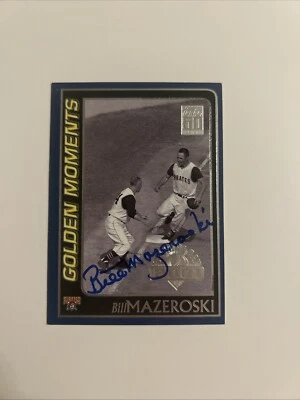 GOLDEN MOMENTS
PIRATES
Bill Mazeroski
BILL MAZEROSKI